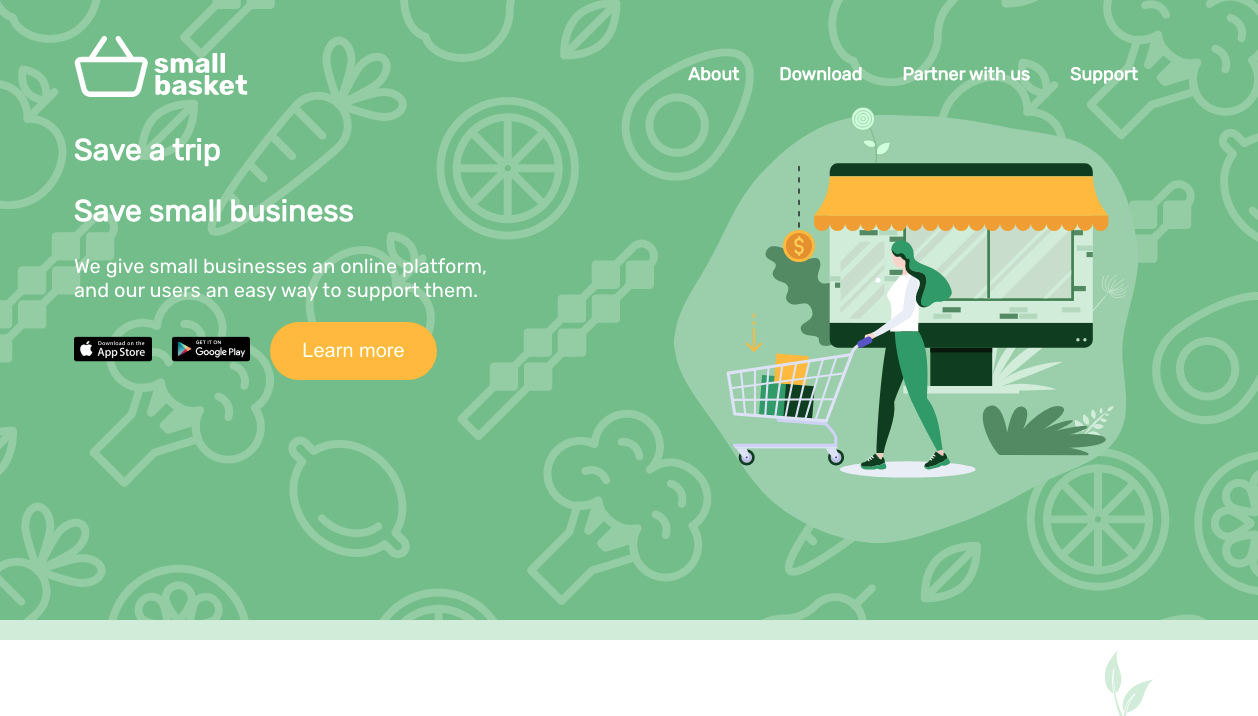 small
basket
About
Download
Partner with us
Support
Save a trip
Save small business
We give small businesses an online platform,
and our users an easy way to support them.
Download on the
App Store
GET IT ON
Google Play
Learn more
$